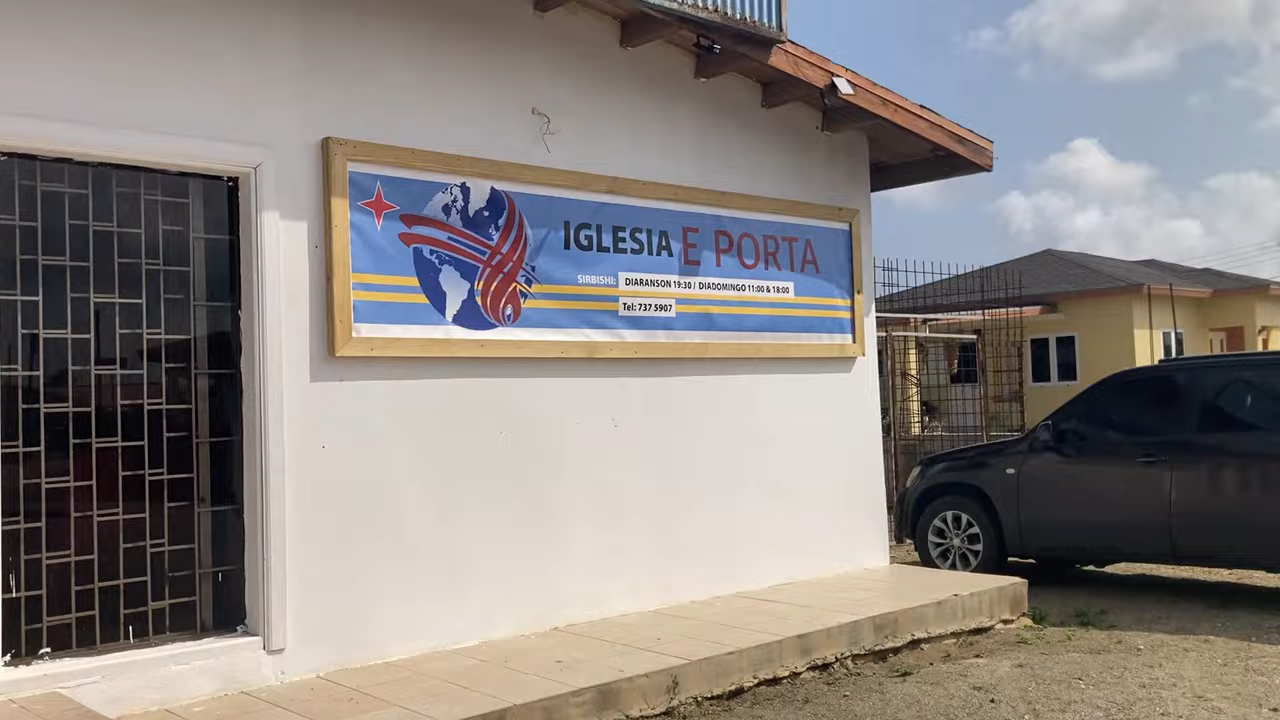 IGLESIA E PORTA
SIRBISHI: DIARANSON 19:30 / DIADOMINGO 11:00 & 18:00
Tel: 737 5907